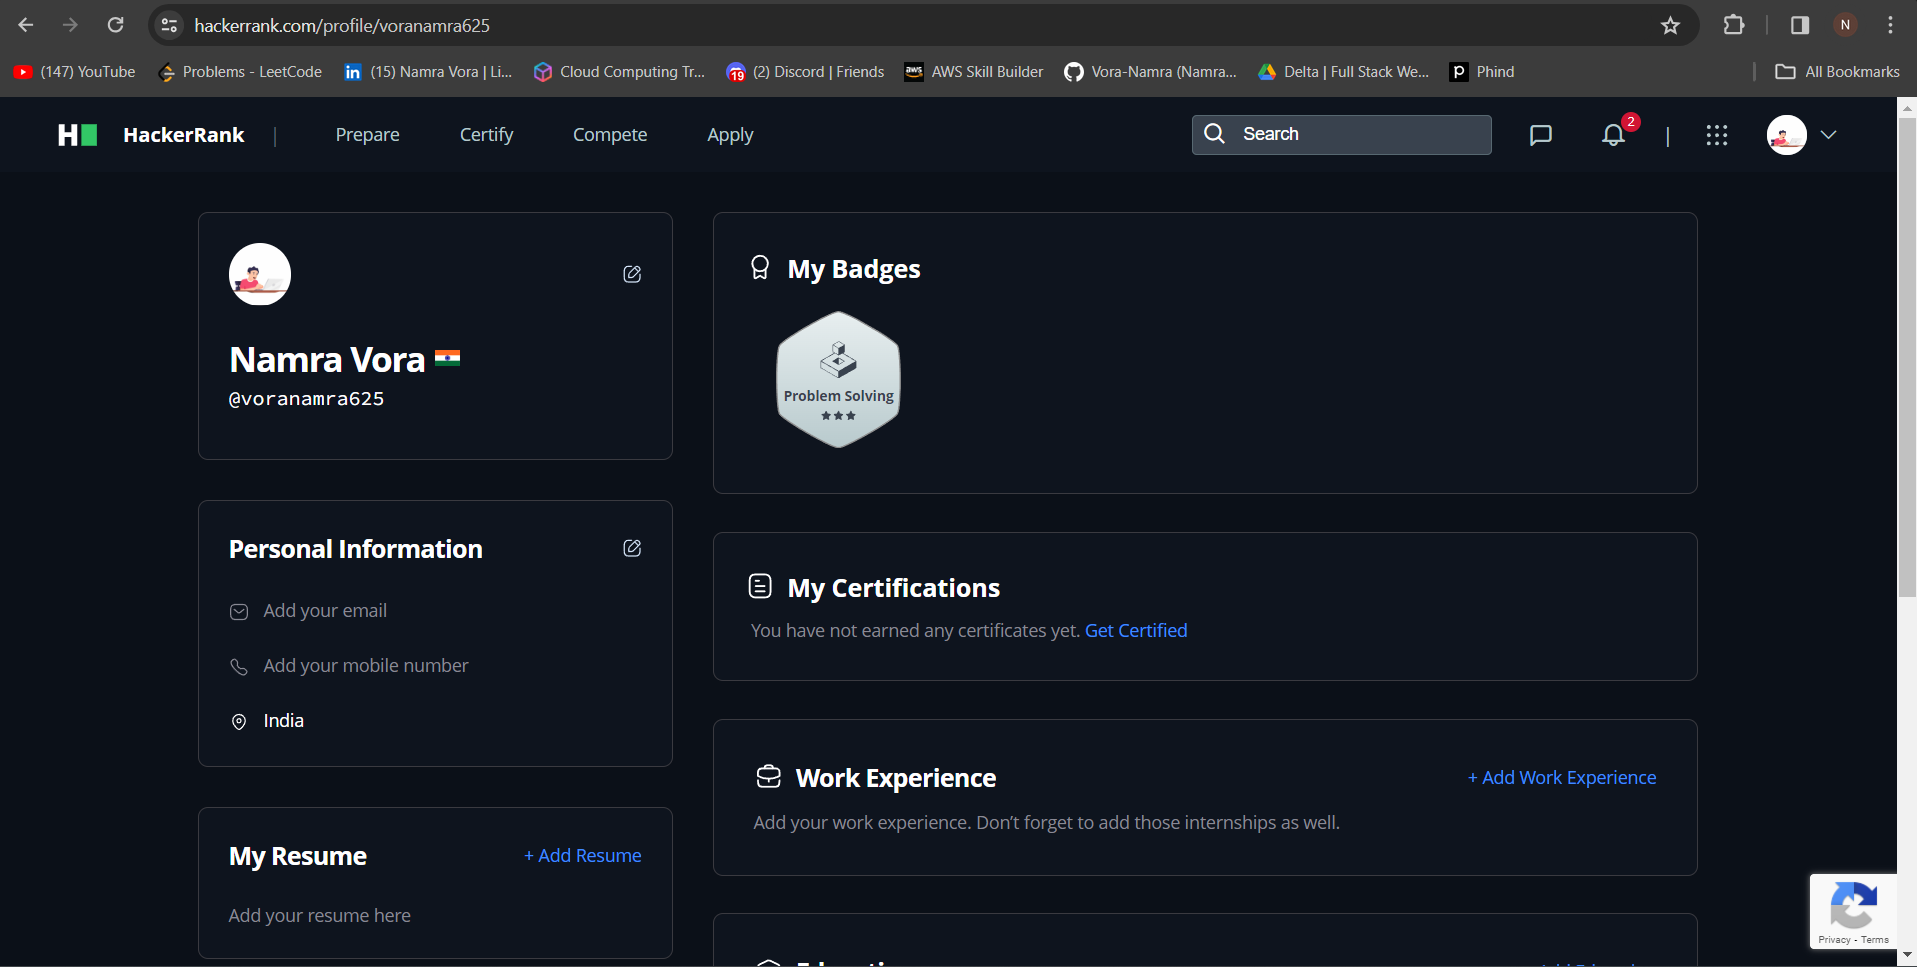 hackerrank.com/profile/voranamra625
N
(147) YouTube
Problems - LeetCode
in
(15) Namra Vora | Li...
Cloud Computing Tr...
19
(2) Discord | Friends
aws
AWS Skill Builder
Vora-Namra (Namra...
Delta | Full Stack We...
p
Phind
All Bookmarks
H
HackerRank
|
Prepare
Certify
Compete
Apply
Search
2
|
Namra Vora
@voranamra625
Personal Information
Add your email
Add your mobile number
India
My Resume
+ Add Resume
Add your resume here
My Badges
Problem Solving
My Certifications
You have not earned any certificates yet. Get Certified
Work Experience
+ Add Work Experience
Add your work experience. Don’t forget to add those internships as well.
Privacy - Terms